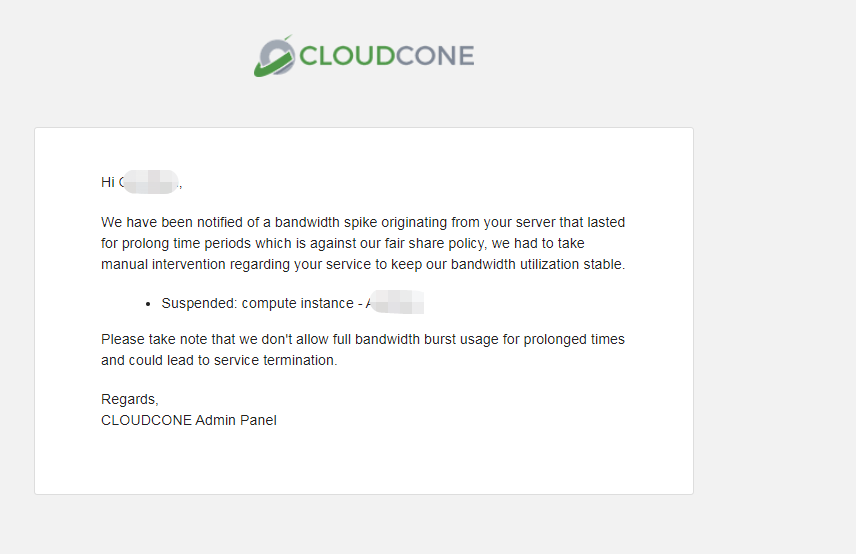 CLOUDCONE
Hi
We have been notified of a bandwidth spike originating from your server that lasted
for prolong time periods which is against our fair share policy, we had to take
manual intervention regarding your service to keep our bandwidth utilization stable.
• Suspended: compute instance -
Please take note that we don't allow full bandwidth burst usage for prolonged times
and could lead to service termination.
Regards,
CLOUDCONE Admin Panel